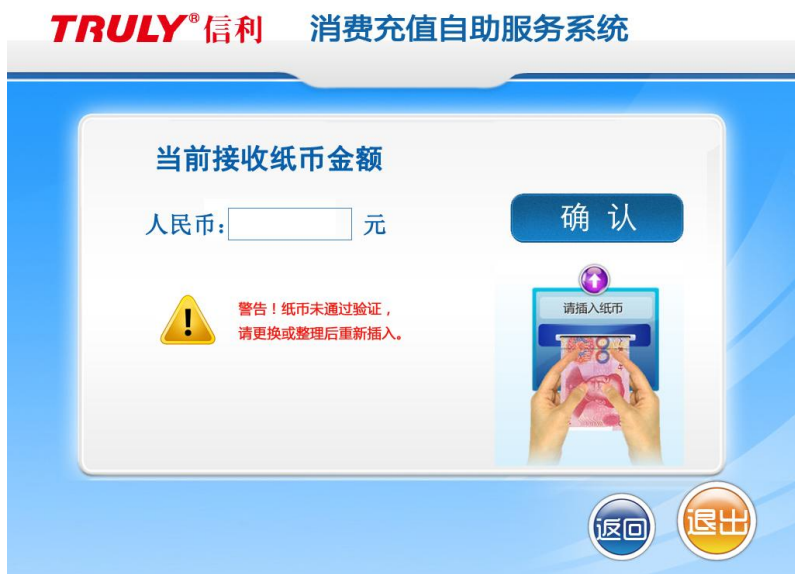 TRULY®信利 消费充值自助服务系统
当前接收纸币金额
人民币: 元
确 认
警告！纸币未通过验证，
请更换或整理后重新插入。
请插入纸币
100
返回
退出